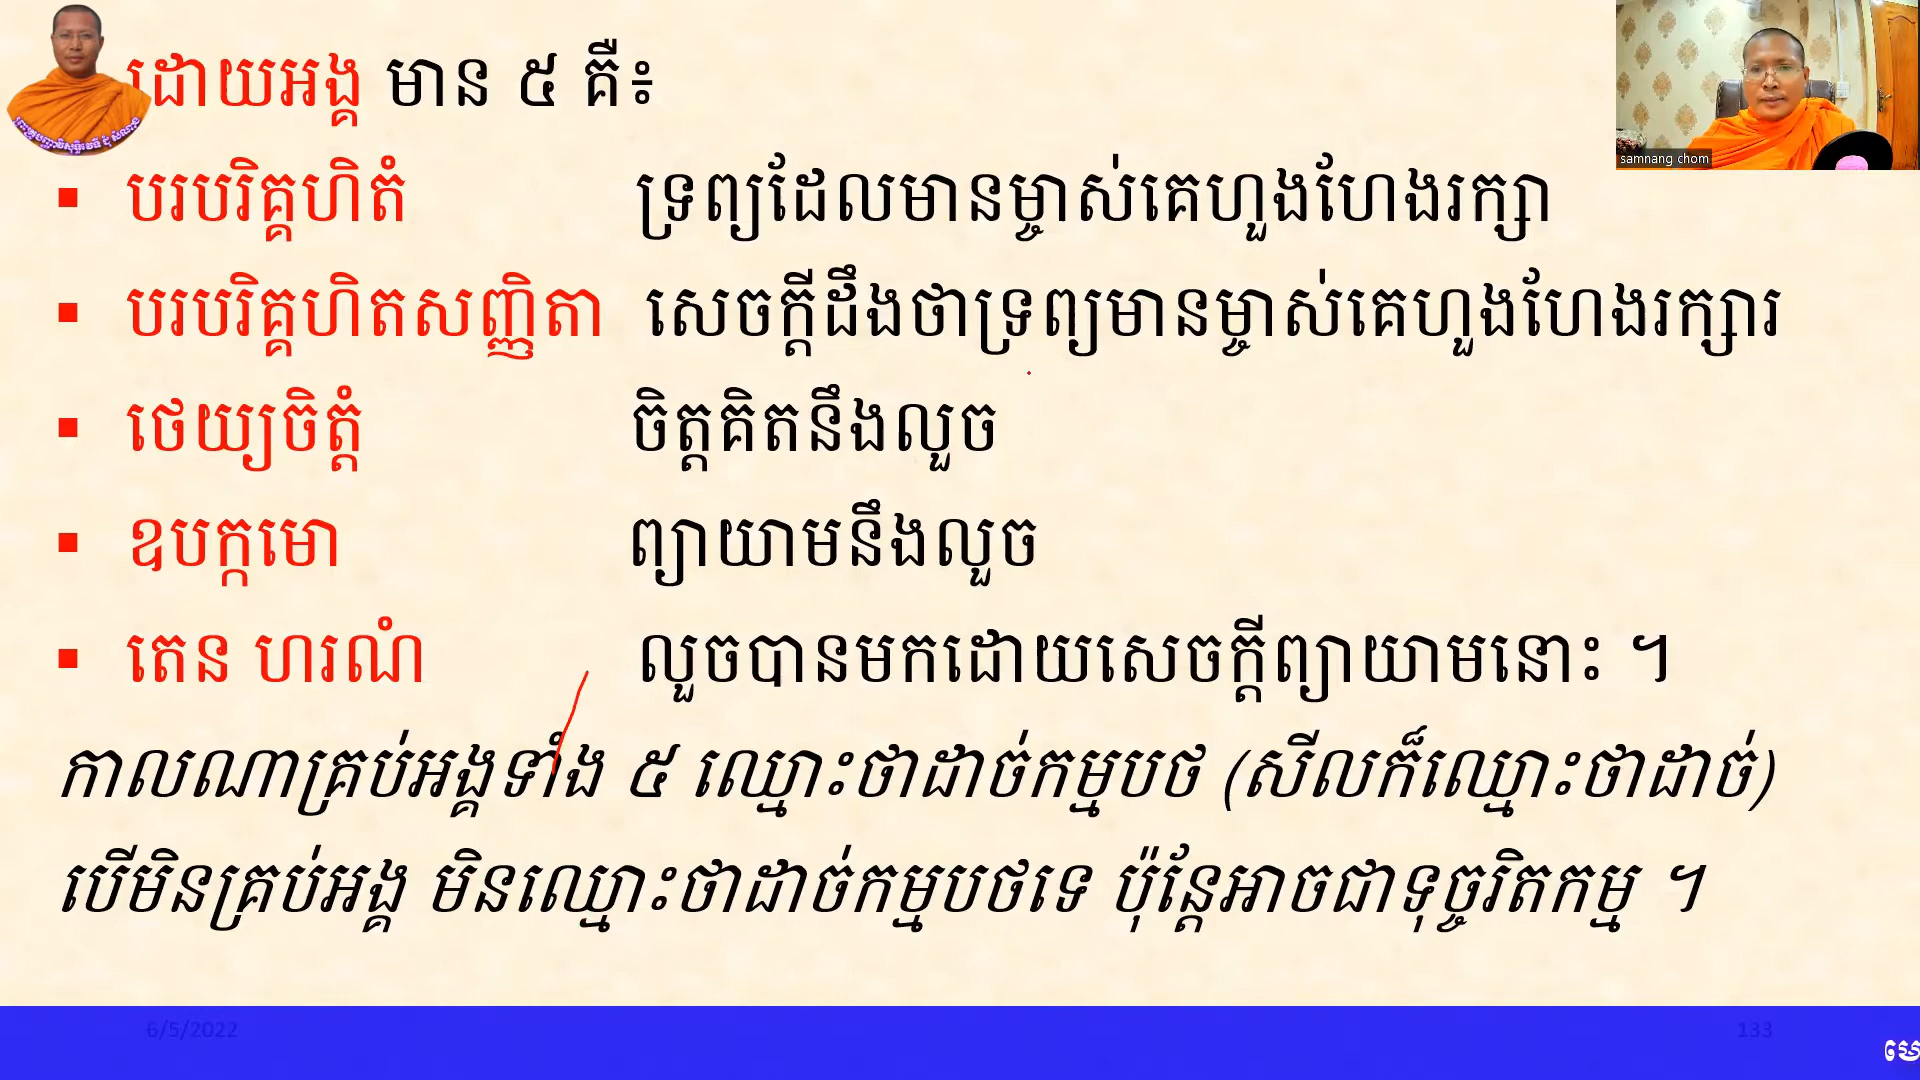 ដោយអង្គ មាន ៥ គឺ៖
samnang chom
▪ បរបរិគ្គហិតំ ទ្រព្យដែលមានម្ចាស់គេហួងហែងរក្សា
▪ បរបរិគ្គហិតសញ្ញិតា សេចក្តីដឹងថាទ្រព្យមានម្ចាស់គេហួងហែងរក្សារ
▪ ថេយ្យចិត្តំ ចិត្តគិតនឹងលួច
▪ ឧបក្កមោ ព្យាយាមនឹងលួច
▪ តេន ហរណំ លួចបានមកដោយសេចក្តីព្យាយាមនោះ ។
កាលណាគ្រប់អង្គទាំង ៥ ឈ្មោះថាដាច់កម្មបថ (សីលក៏ឈ្មោះថាដាច់)
បើមិនគ្រប់អង្គ មិនឈ្មោះថាដាច់កម្មបថទេ ប៉ុន្តែអាចជាទុច្ចរិតកម្ម ។
6/5/2022
133
មេ